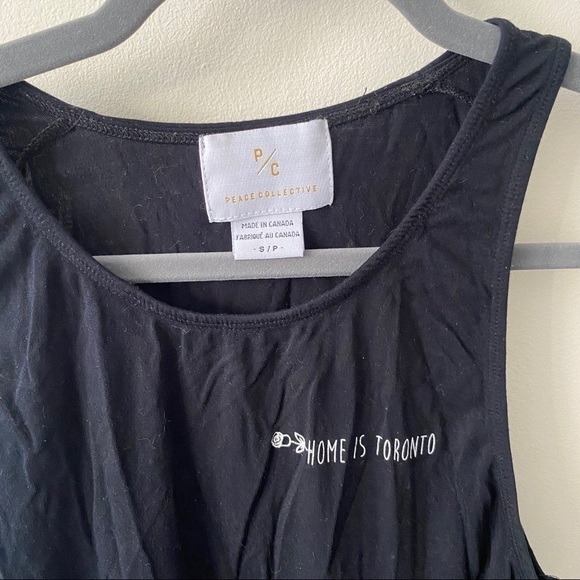 P/C
PEACE COLLECTIVE
MADE IN CANADA
FABRIQUÉ AU CANADA
- S / P -
HOME IS TORONTO